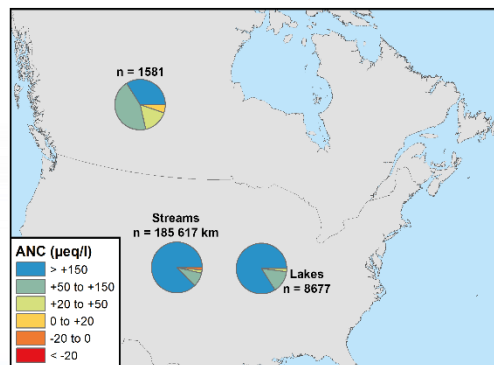 n = 1581
Streams
n = 185 617 km
Lakes
n = 8677
ANC (µeq/l)
> +150
+50 to +150
+20 to +50
0 to +20
-20 to 0
< -20